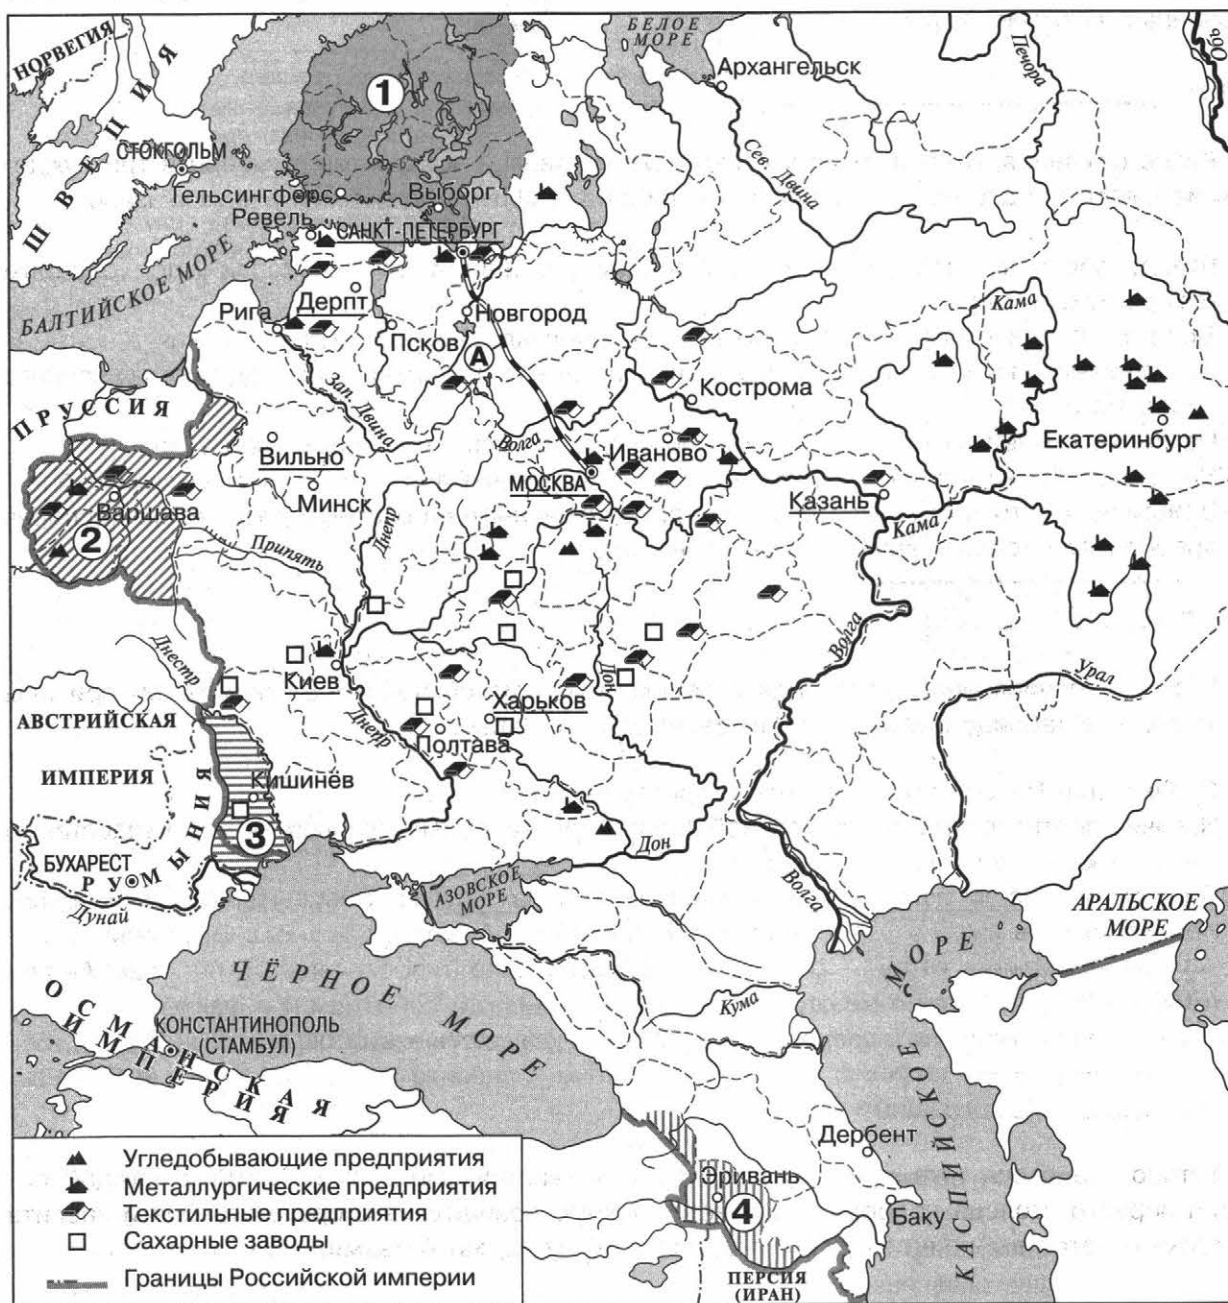 НОРВЕГИЯ
ШВЕЦИЯ
СТОКГОЛЬМ
БЕЛОЕ
МОРЕ
Архангельск
Печора
Обь
1
Сев. Двина
Гельсингфорс
Выборг
Ревель
САНКТ-ПЕТЕРБУРГ
БАЛТИЙСКОЕ МОРЕ
Дерпт
Рига
Новгород
Псков
А
Кама
Кострома
Зап. Двина
Волга
ПРУССИЯ
Вильно
Иваново
Екатеринбург
МОСКВА
Минск
Казань
Варшава
Днепр
Кама
2
Припять
Днестр
Киев
Дон
Волга
Урал
Харьков
Днепр
Полтава
АВСТРИЙСКАЯ
ИМПЕРИЯ
Кишинёв
3
БУХАРЕСТ
РУМЫНИЯ
Дунай
Дон
АЗОВСКОЕ
МОРЕ
Волга
АРАЛЬСКОЕ
МОРЕ
ЧЁРНОЕ МОРЕ
КАСПИЙСКОЕ МОРЕ
Кума
ОСМАНСКАЯ
ИМПЕРИЯ
КОНСТАНТИНОПОЛЬ
(СТАМБУЛ)
Дербент
Эривань
4
Баку
ПЕРСИЯ
(ИРАН)
Угледобывающие предприятия
Металлургические предприятия
Текстильные предприятия
Сахарные заводы
Границы Российской империи